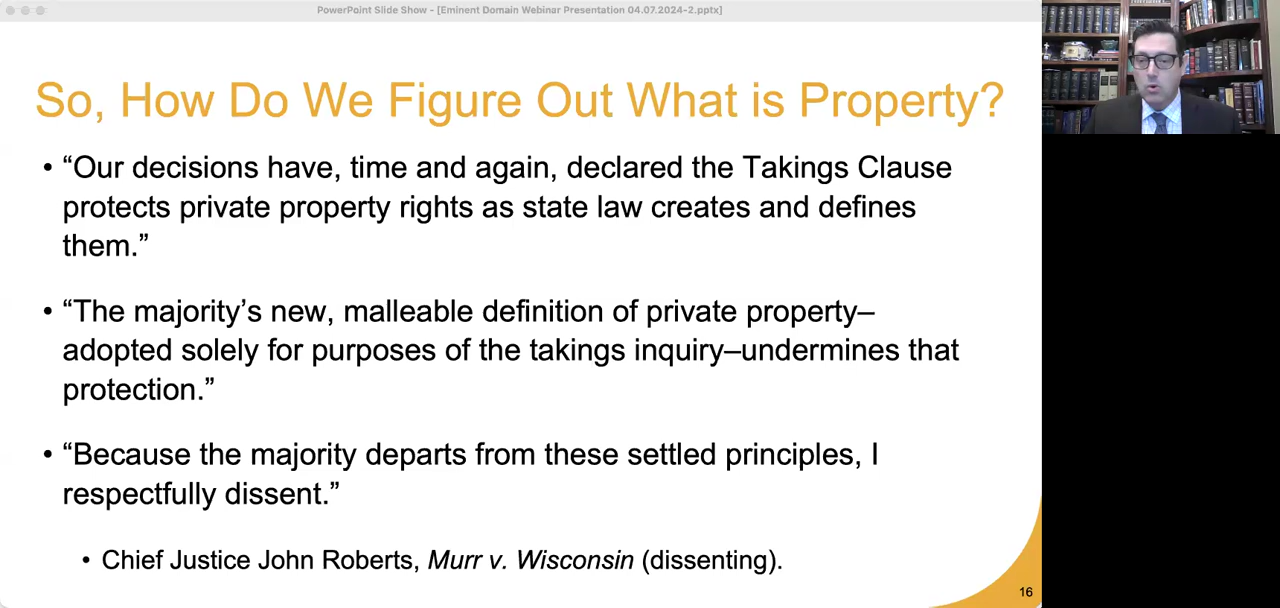 PowerPoint Slide Show - [Eminent Domain Webinar Presentation 04.07.2024-2.pptx]
So, How Do We Figure Out What is Property?
• “Our decisions have, time and again, declared the Takings Clause
protects private property rights as state law creates and defines
them.”
• “The majority’s new, malleable definition of private property–
adopted solely for purposes of the takings inquiry–undermines that
protection.”
• “Because the majority departs from these settled principles, I
respectfully dissent.”
• Chief Justice John Roberts, Murr v. Wisconsin (dissenting).
16